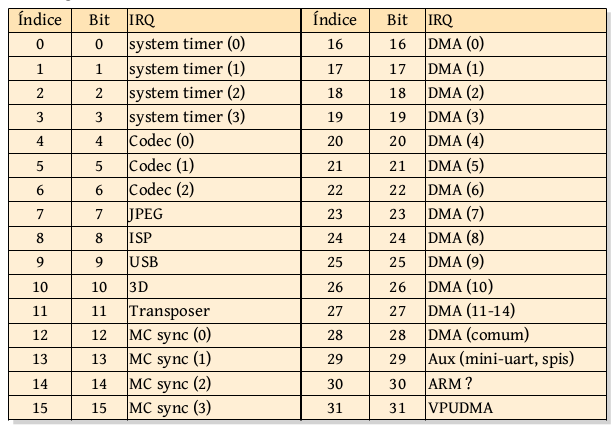 Índice Bit IRQ Índice Bit IRQ
0 0 system timer (0) 16 16 DMA (0)
1 1 system timer (1) 17 17 DMA (1)
2 2 system timer (2) 18 18 DMA (2)
3 3 system timer (3) 19 19 DMA (3)
4 4 Codec (0) 20 20 DMA (4)
5 5 Codec (1) 21 21 DMA (5)
6 6 Codec (2) 22 22 DMA (6)
7 7 JPEG 23 23 DMA (7)
8 8 ISP 24 24 DMA (8)
9 9 USB 25 25 DMA (9)
10 10 3D 26 26 DMA (10)
11 11 Transposer 27 27 DMA (11-14)
12 12 MC sync (0) 28 28 DMA (comum)
13 13 MC sync (1) 29 29 Aux (mini-uart, spis)
14 14 MC sync (2) 30 30 ARM ?
15 15 MC sync (3) 31 31 VPUDMA